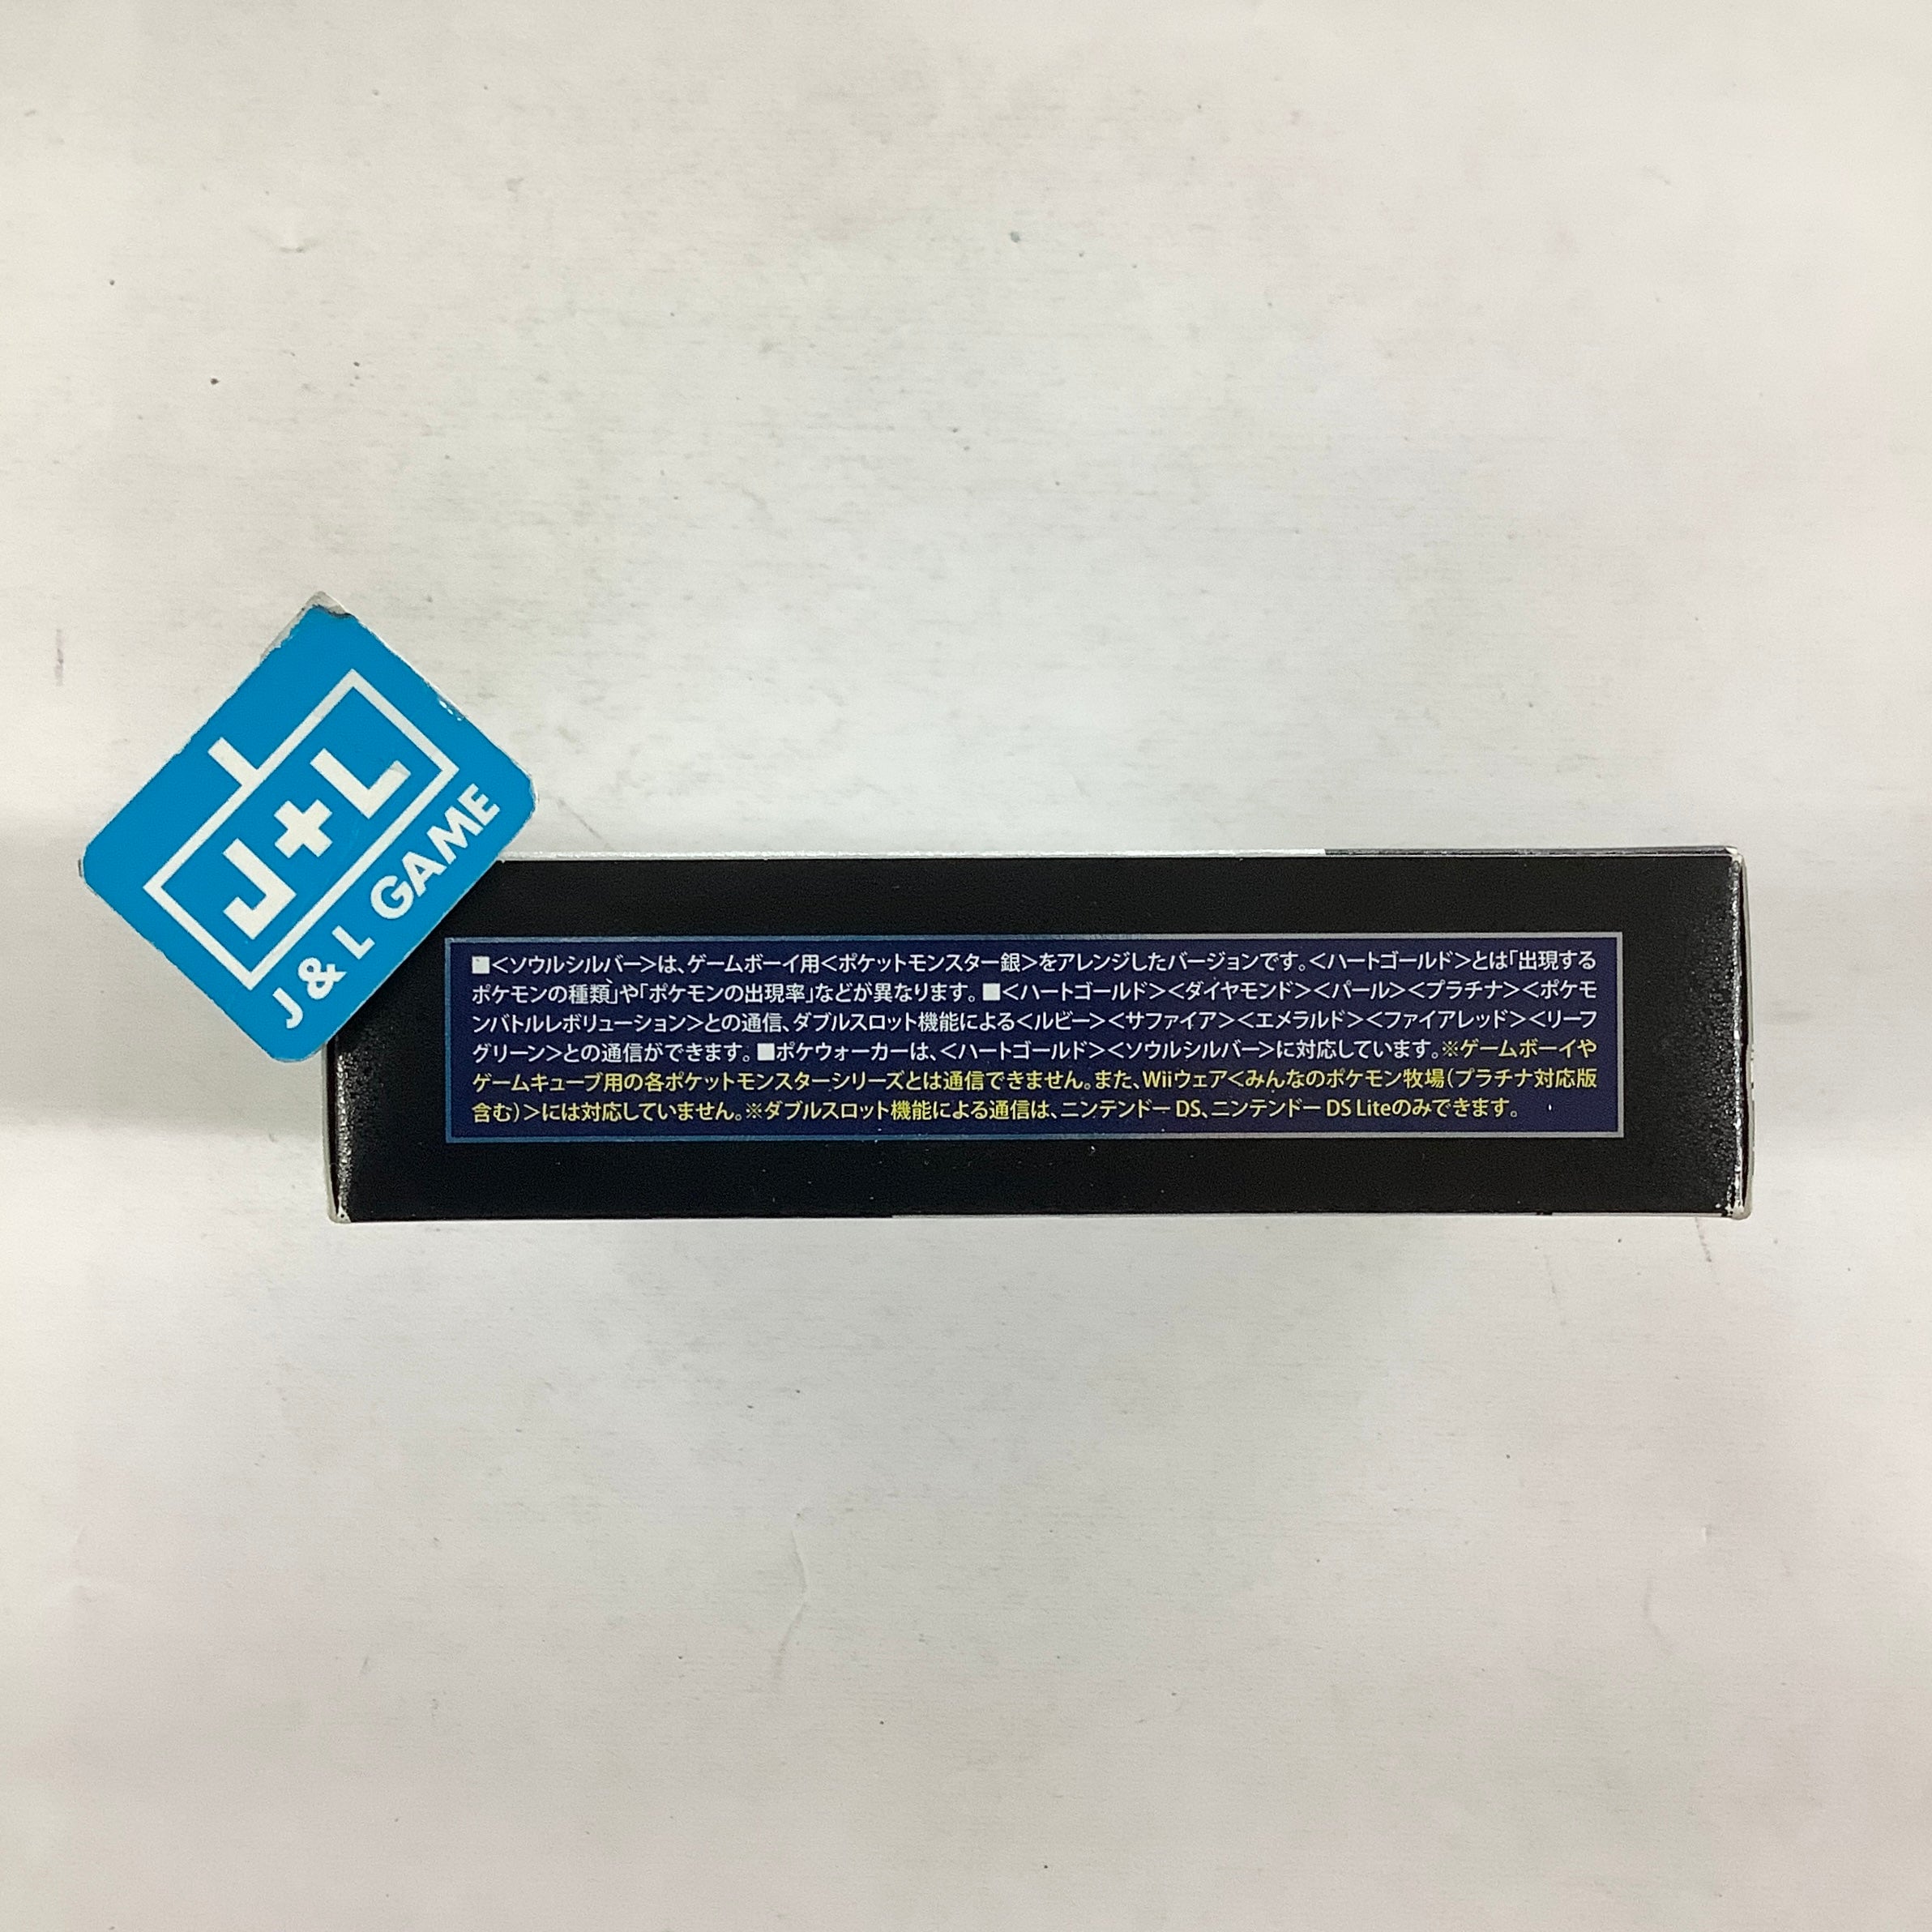 J+L
J & L GAME
■<ソウルシルバー>は、ゲームボーイ用<ポケットモンスター銀>をアレンジしたバージョンです。<ハートゴールド>とは「出現する
ポケモンの種類」や「ポケモンの出現率」などが異なります。■<ハートゴールド><ダイヤモンド><パール><プラチナ><ポケモ
ンバトルレボリューション>との通信、ダブルスロット機能による<ルビー><サファイア><エメラルド><ファイアレッド><リーフ
グリーン>との通信ができます。■ポケウォーカーは、<ハートゴールド><ソウルシルバー>に対応しています。※ゲームボーイや
ゲームキューブ用の各ポケットモンスターシリーズとは通信できません。また、Wiiウェア<みんなのポケモン牧場(プラチナ対応版
含む)>には対応していません。※ダブルスロット機能による通信は、ニンテンドーDS、ニンテンドーDS Liteのみできます。